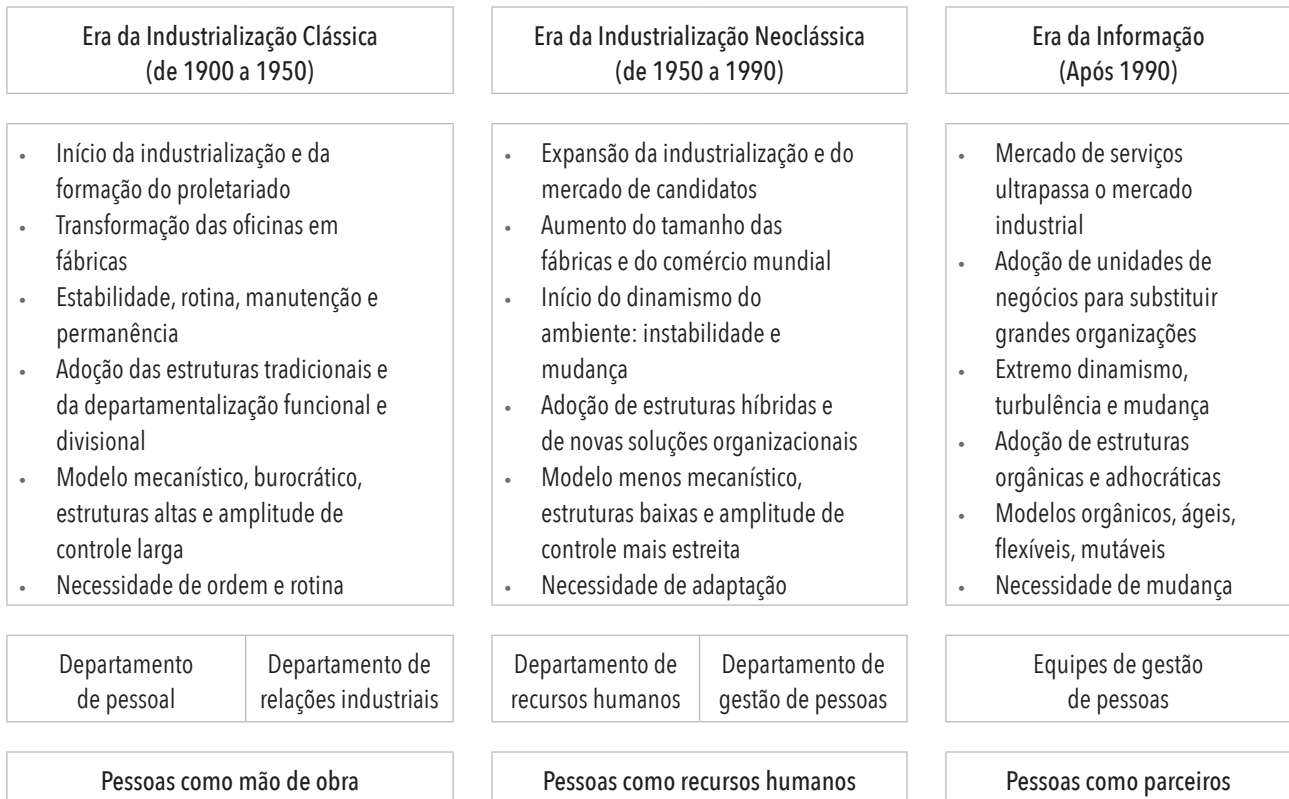 Era da Industrialização Clássica
(de 1900 a 1950)
Era da Industrialização Neoclássica
(de 1950 a 1990)
Era da Informação
(Após 1990)
• Início da industrialização e da
formação do proletariado
• Transformação das oficinas em
fábricas
• Estabilidade, rotina, manutenção e
permanência
• Adoção das estruturas tradicionais e
da departamentalização funcional e
divisional
• Modelo mecanístico, burocrático,
estruturas altas e amplitude de
controle larga
• Necessidade de ordem e rotina
• Expansão da industrialização e do
mercado de candidatos
• Aumento do tamanho das
fábricas e do comércio mundial
• Início do dinamismo do
ambiente: instabilidade e
mudança
• Adoção de estruturas híbridas e
de novas soluções organizacionais
• Modelo menos mecanístico,
estruturas baixas e amplitude de
controle mais estreita
• Necessidade de adaptação
• Mercado de serviços
ultrapassa o mercado
industrial
• Adoção de unidades de
negócios para substituir
grandes organizações
• Extremo dinamismo,
turbulência e mudança
• Adoção de estruturas
orgânicas e adhocráticas
• Modelos orgânicos, ágeis,
flexíveis, mutáveis
• Necessidade de mudança
Departamento
de pessoal
Departamento de
relações industriais
Departamento de
recursos humanos
Departamento de
gestão de pessoas
Equipes de gestão
de pessoas
Pessoas como mão de obra
Pessoas como recursos humanos
Pessoas como parceiros